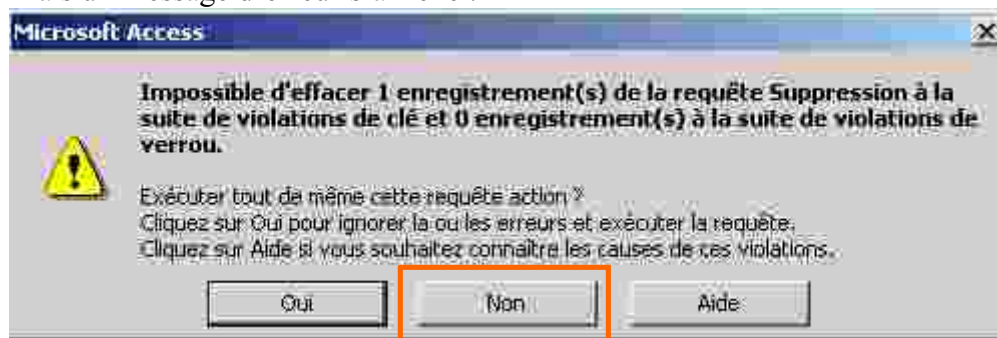 Microsoft Access
Impossible d'effacer 1 enregistrement(s) de la requête Suppression à la
suite de violations de clé et 0 enregistrement(s) à la suite de violations de
verrou.
Exécuter tout de même cette requête action ?
Cliquez sur Oui pour ignorer la ou les erreurs et exécuter la requête.
Cliquez sur Aide si vous souhaitez connaître les causes de ces violations.
Oui
Non
Aide